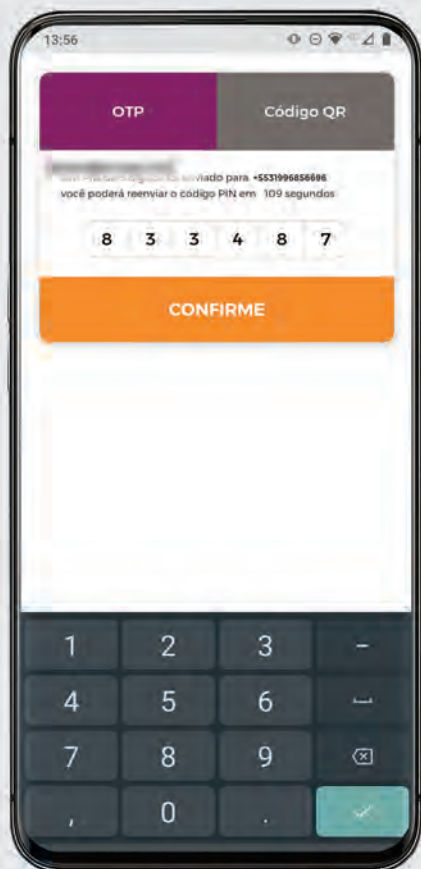 13:56
OTP Código QR
enviado para +5531996856696
você poderá reenviar o código PIN em 109 segundos
8 3 3 4 8 7
CONFIRME
1 2 3 -
4 5 6
7 8 9
, 0 .